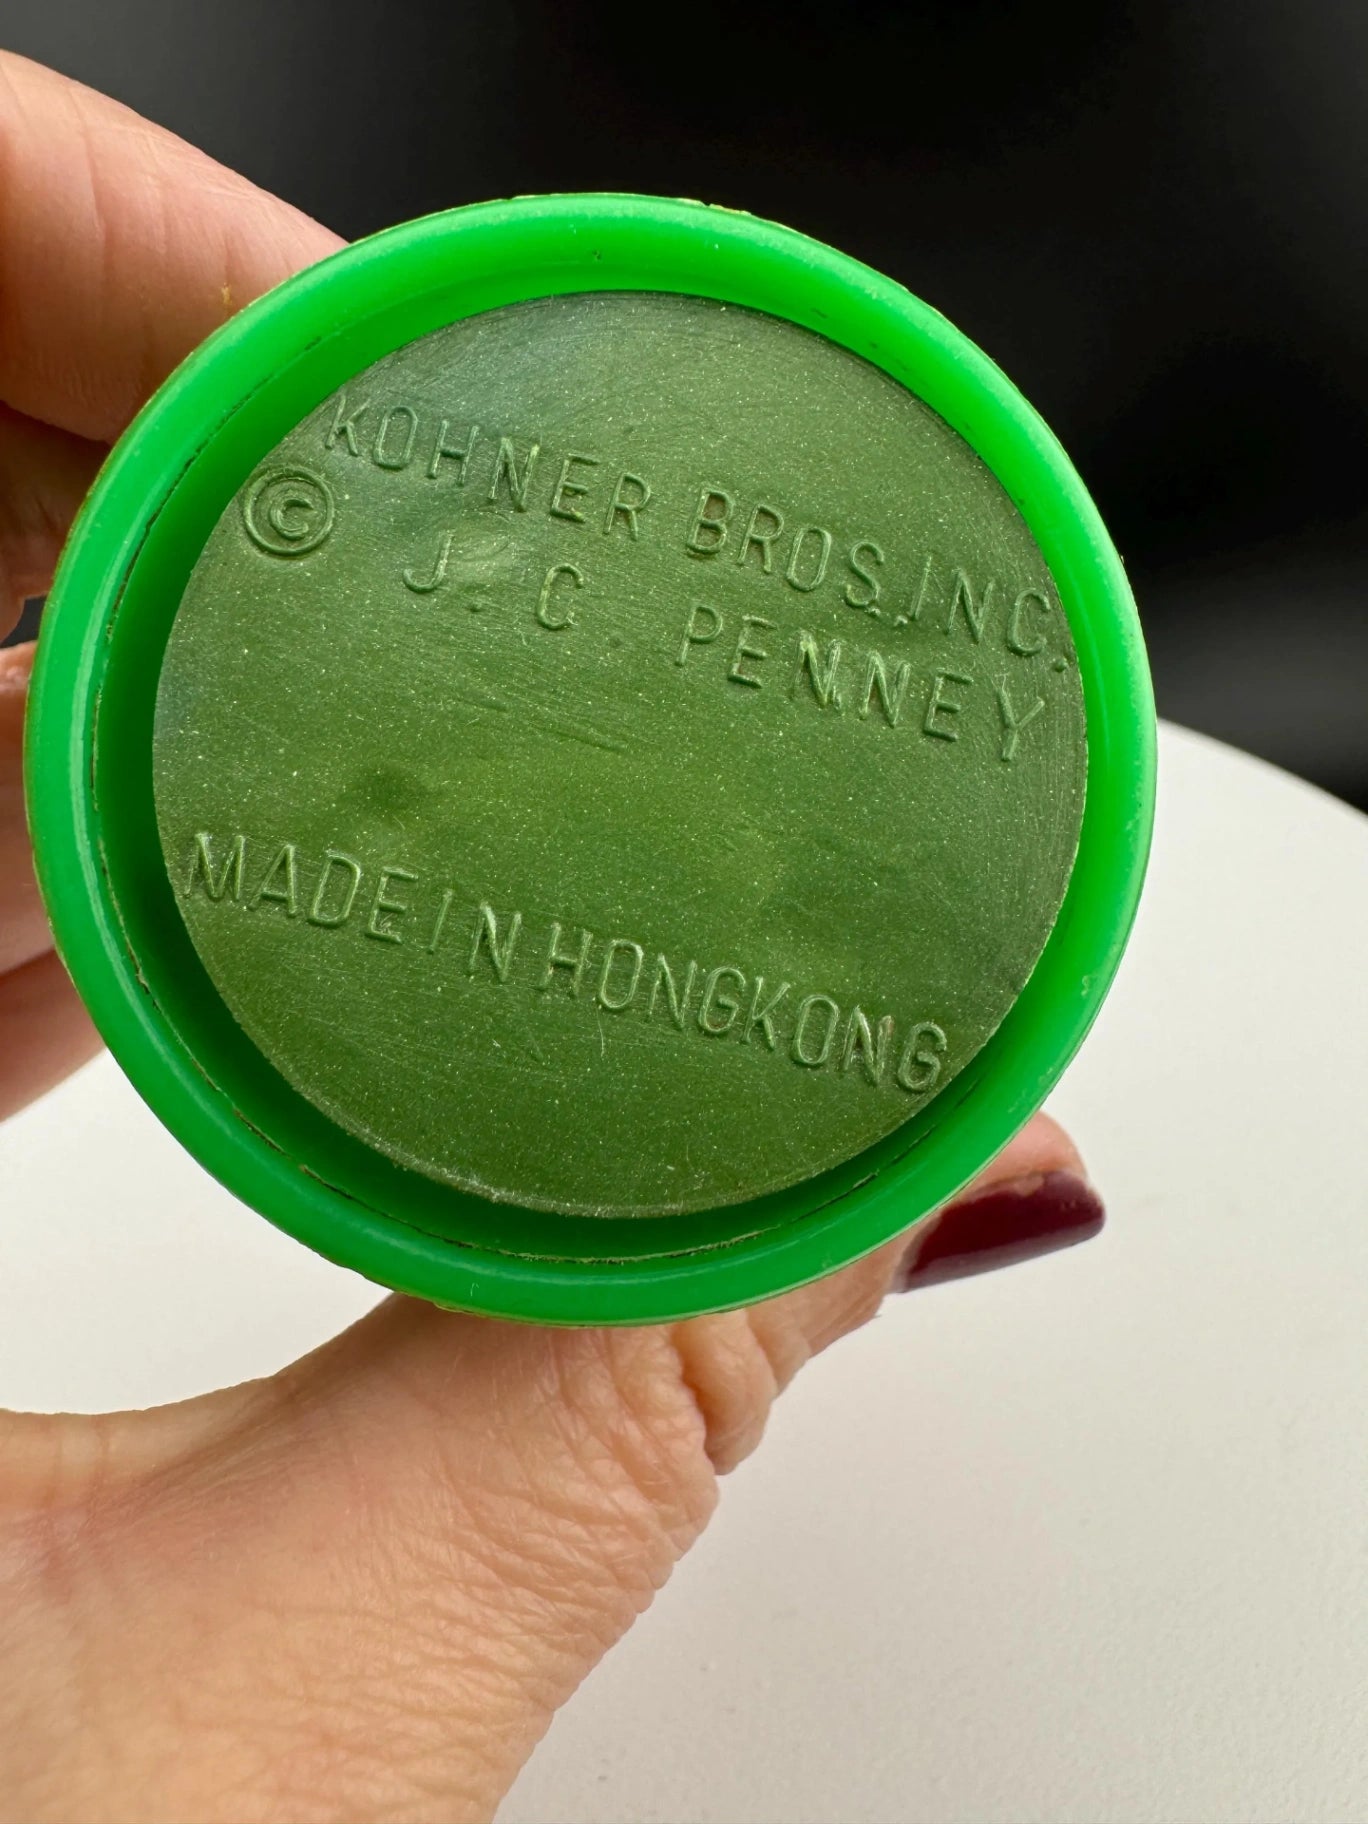 KOHNER BROS. INC.
© J. C. PENNEY
MADE IN HONGKONG